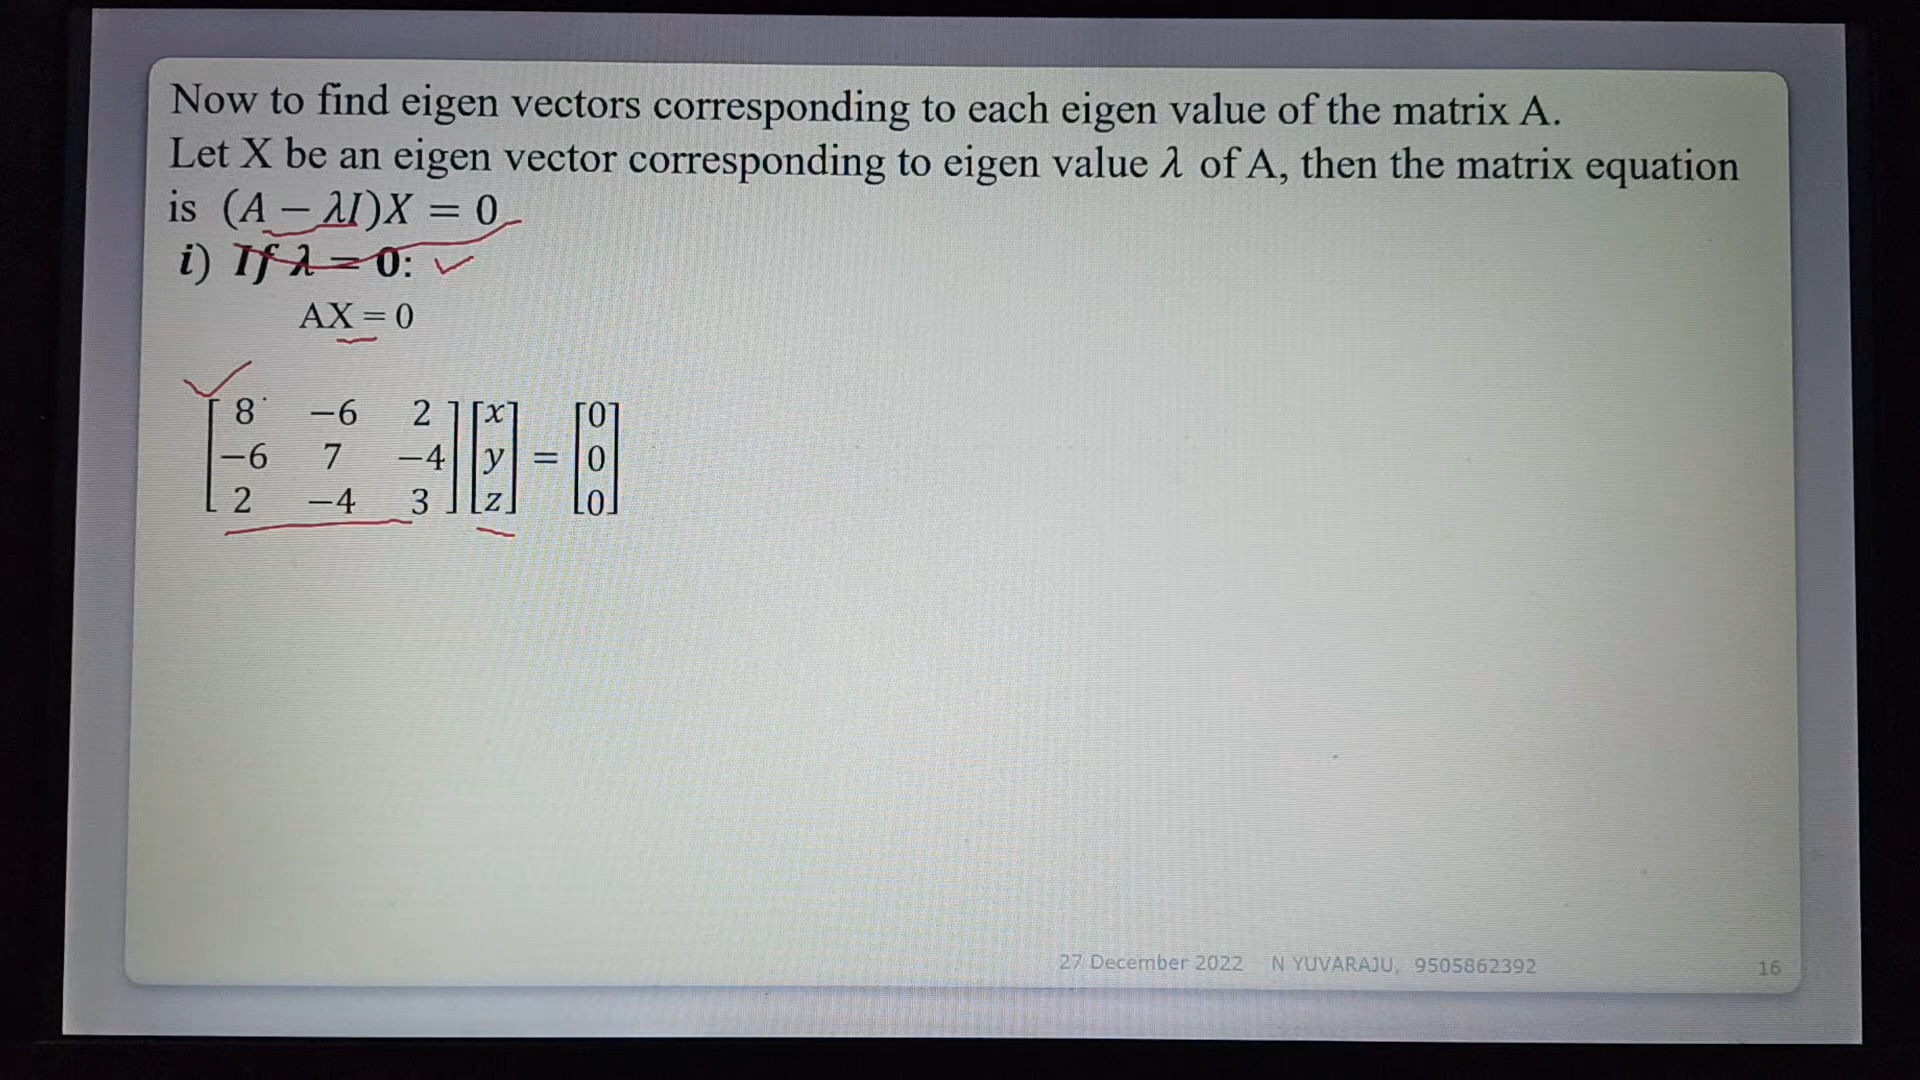 Now to find eigen vectors corresponding to each eigen value of the matrix A.
Let X be an eigen vector corresponding to eigen value λ of A, then the matrix equation
is (A − λI)X = 0
i) If λ = 0:
AX = 0
[ 8 −6 2 ] [x] [0]
[ −6 7 −4 ] [y] = [0]
[ 2 −4 3 ] [z] [0]
27 December 2022 N YUVARAJU, 9505862392 16